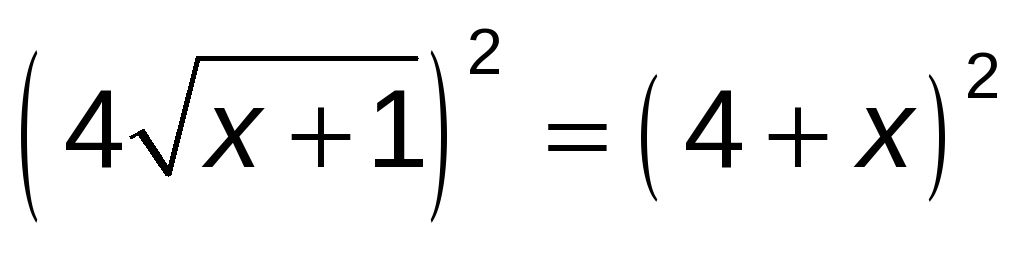 (4√x+1)² = (4+x)²